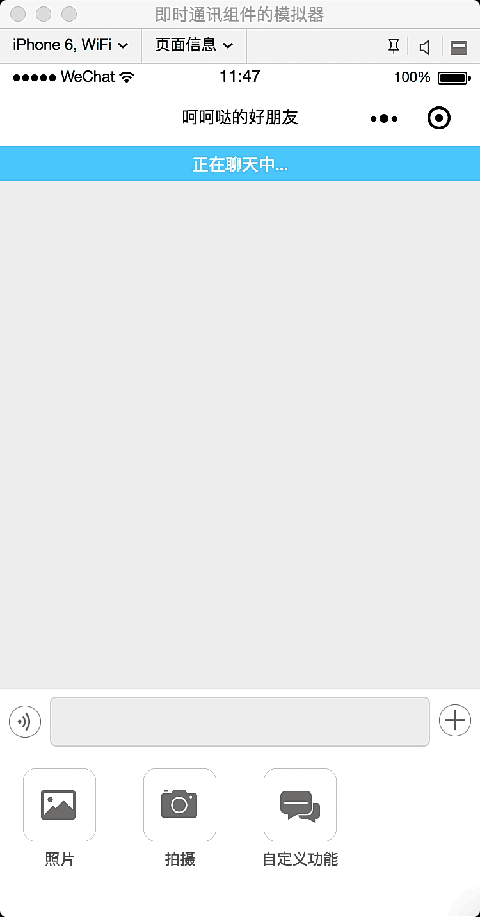 即时通讯组件的模拟器
iPhone 6, WiFi 页面信息
WeChat 11:47 100%
呵呵哒的好朋友
正在聊天中...
照片 拍摄 自定义功能